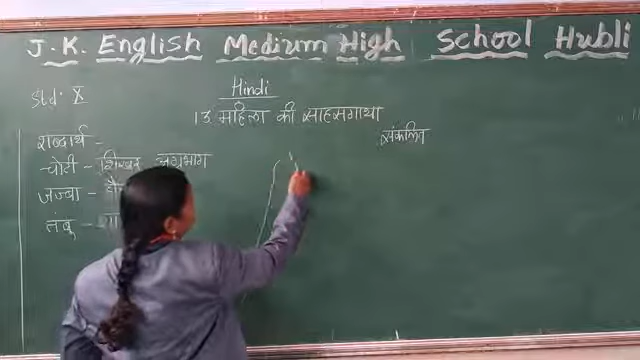 J.K. English Medium High School Hubli
Hindi
Std: X
13 महिला की साहसगाथा
संकलित
शब्दार्थ -
चोटी - शिखर, अग्रभाग
जज्बा -
तंबू -